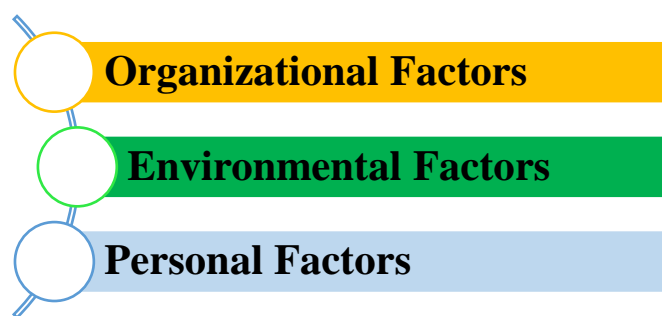 Organizational Factors
Environmental Factors
Personal Factors